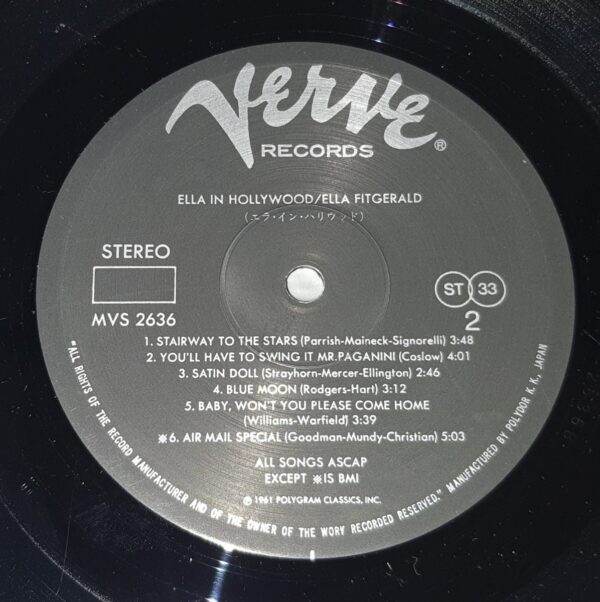 Verve®
RECORDS
ELLA IN HOLLYWOOD/ELLA FITGERALD
(エラ・イン・ハリウッド)
STEREO
ST 33
MVS 2636
2
1. STAIRWAY TO THE STARS (Parrish-Maineck-Signorelli) 3:48
2. YOU'LL HAVE TO SWING IT MR.PAGANINI (Coslow) 4:01
3. SATIN DOLL (Strayhorn-Mercer-Ellington) 2:46
4. BLUE MOON (Rodgers-Hart) 3:12
5. BABY, WON'T YOU PLEASE COME HOME
(Williams-Warfield) 3:39
※6. AIR MAIL SPECIAL (Goodman-Mundy-Christian) 5:03
ALL SONGS ASCAP
EXCEPT ※IS BMI
℗1961 POLYGRAM CLASSICS, INC.
"ALL RIGHTS OF THE RECORD MANUFACTURER AND OF THE OWNER OF THE WORY RECORDED RESERVED." MANUFACTURED BY POLYDOR K. K., JAPAN